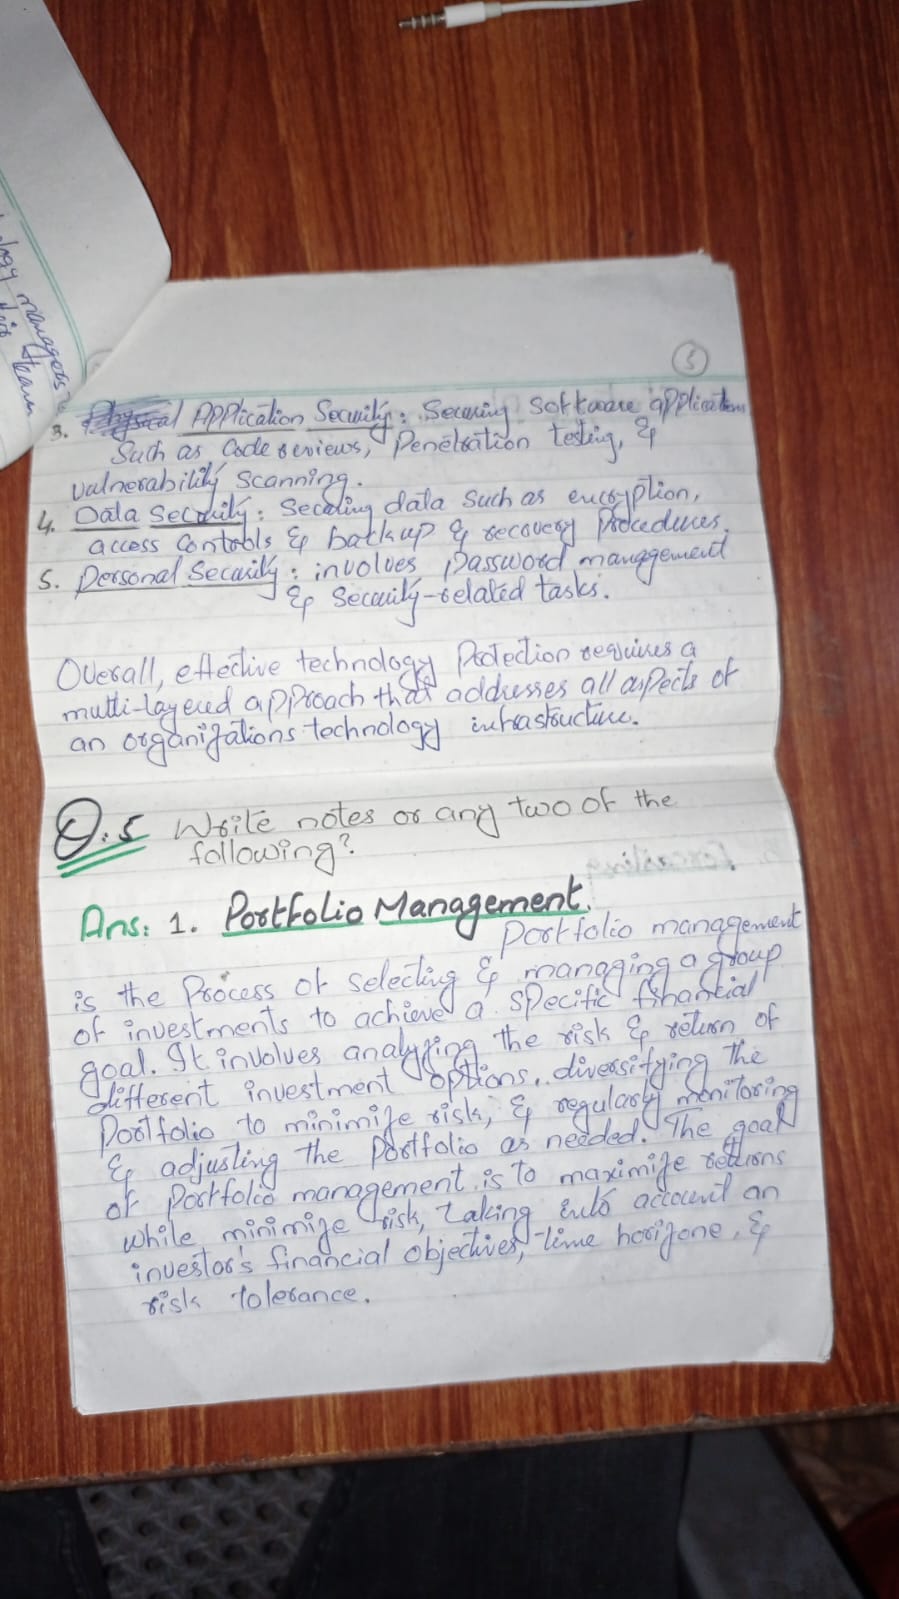 5
3. Application Security: Securing Software applications
Such as Code reviews, Penetration testing, &
vulnerability Scanning.
4. Data Security: Securing data Such as encryption,
access Controls & backup & recovery Procedures.
5. Personal Security: involves Password management
& Security-related tasks.
Overall, effective technology Protection requires a
multi-layered approach that addresses all aspects of
an organizations technology infrastructure.
Q.5 Write notes or any two of the
following?
Ans: 1. Portfolio Management.
Portfolio management
is the Process of Selecting & managing a group
of investments to achieve a specific financial
goal. It involves analyzing the risk & return of
different investment options, diversifying the
Portfolio to minimize risk, & regularly monitoring
& adjusting the Portfolio as needed. The goal
of Portfolio management is to maximize returns
while minimize risk, taking into account an
investor's financial objectives, time horizone, &
risk tolerance.
ology managers
their team